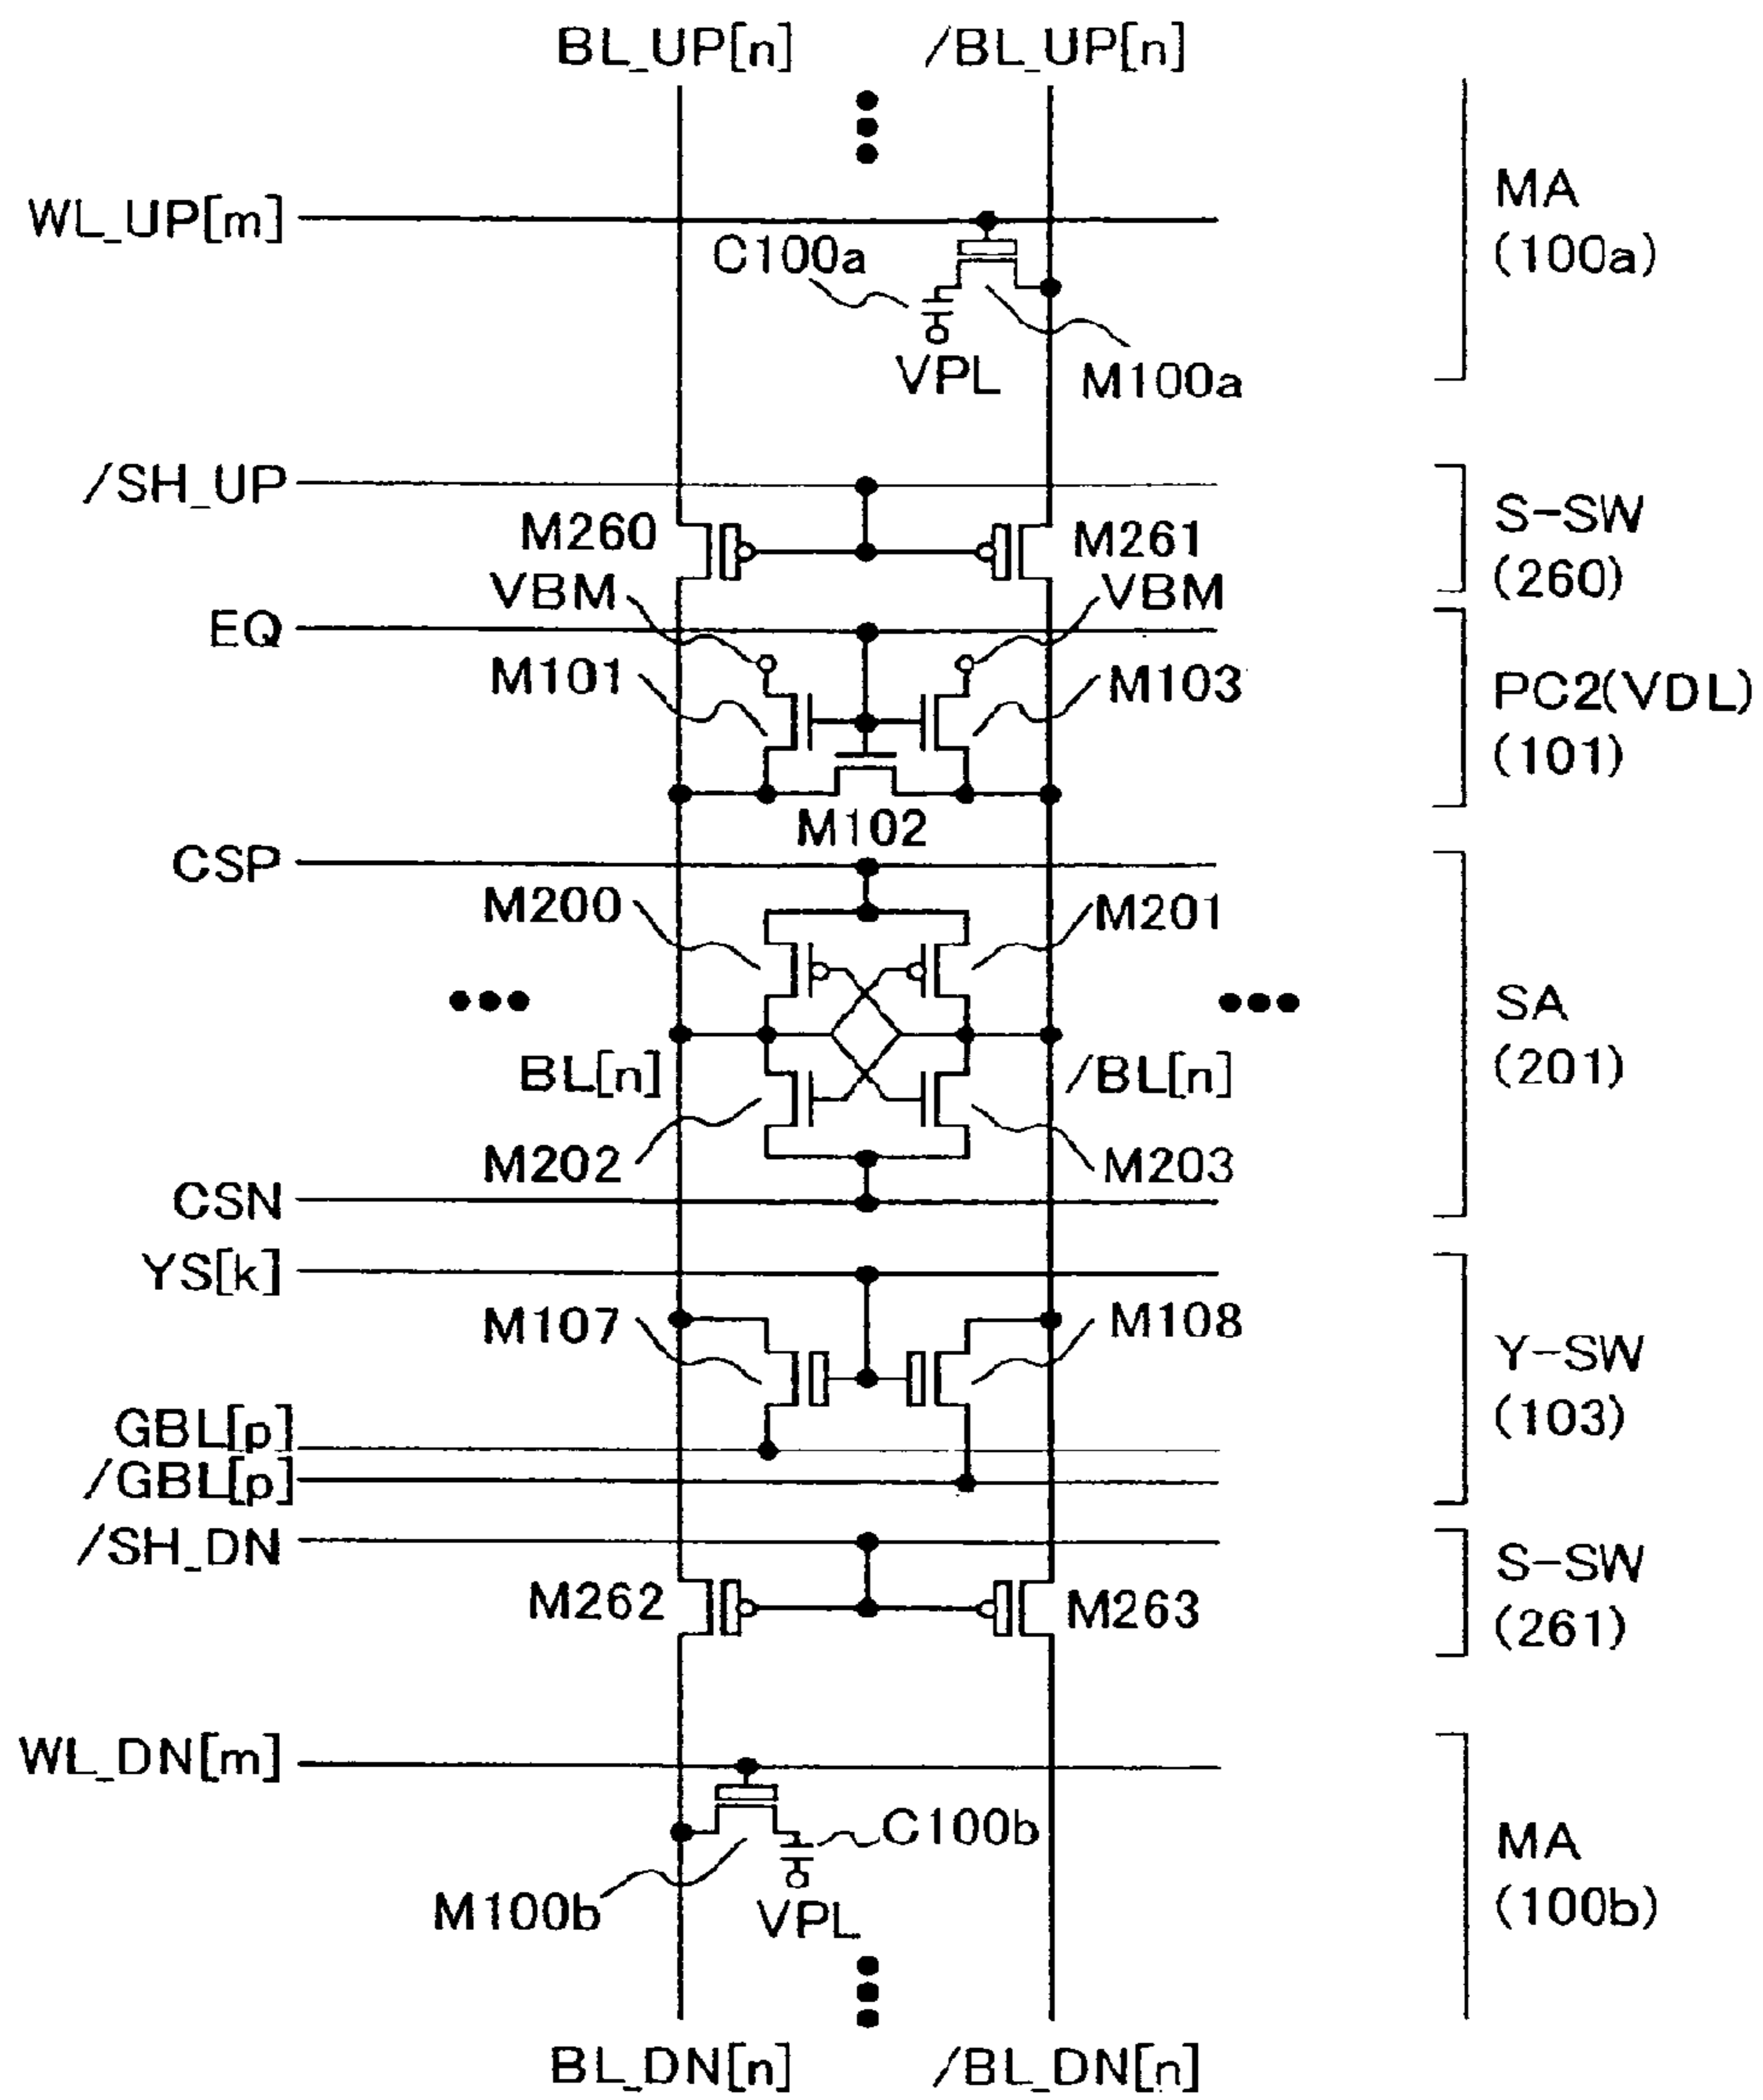 BL_UP[n] /BL_UP[n]
WL_UP[m]
C100a
VPL
M100a
MA
(100a)
/SH_UP
M260
M261
S-SW
(260)
VBM
VBM
EQ
M101
M103
M102
PC2(VDL)
(101)
CSP
M200
M201
BL[n]
/BL[n]
M202
M203
SA
(201)
CSN
YS[k]
M107
M108
Y-SW
(103)
GBL[p]
/GBL[p]
/SH_DN
M262
M263
S-SW
(261)
WL_DN[m]
C100b
M100b
VPL
MA
(100b)
BL_DN[n] /BL_DN[n]